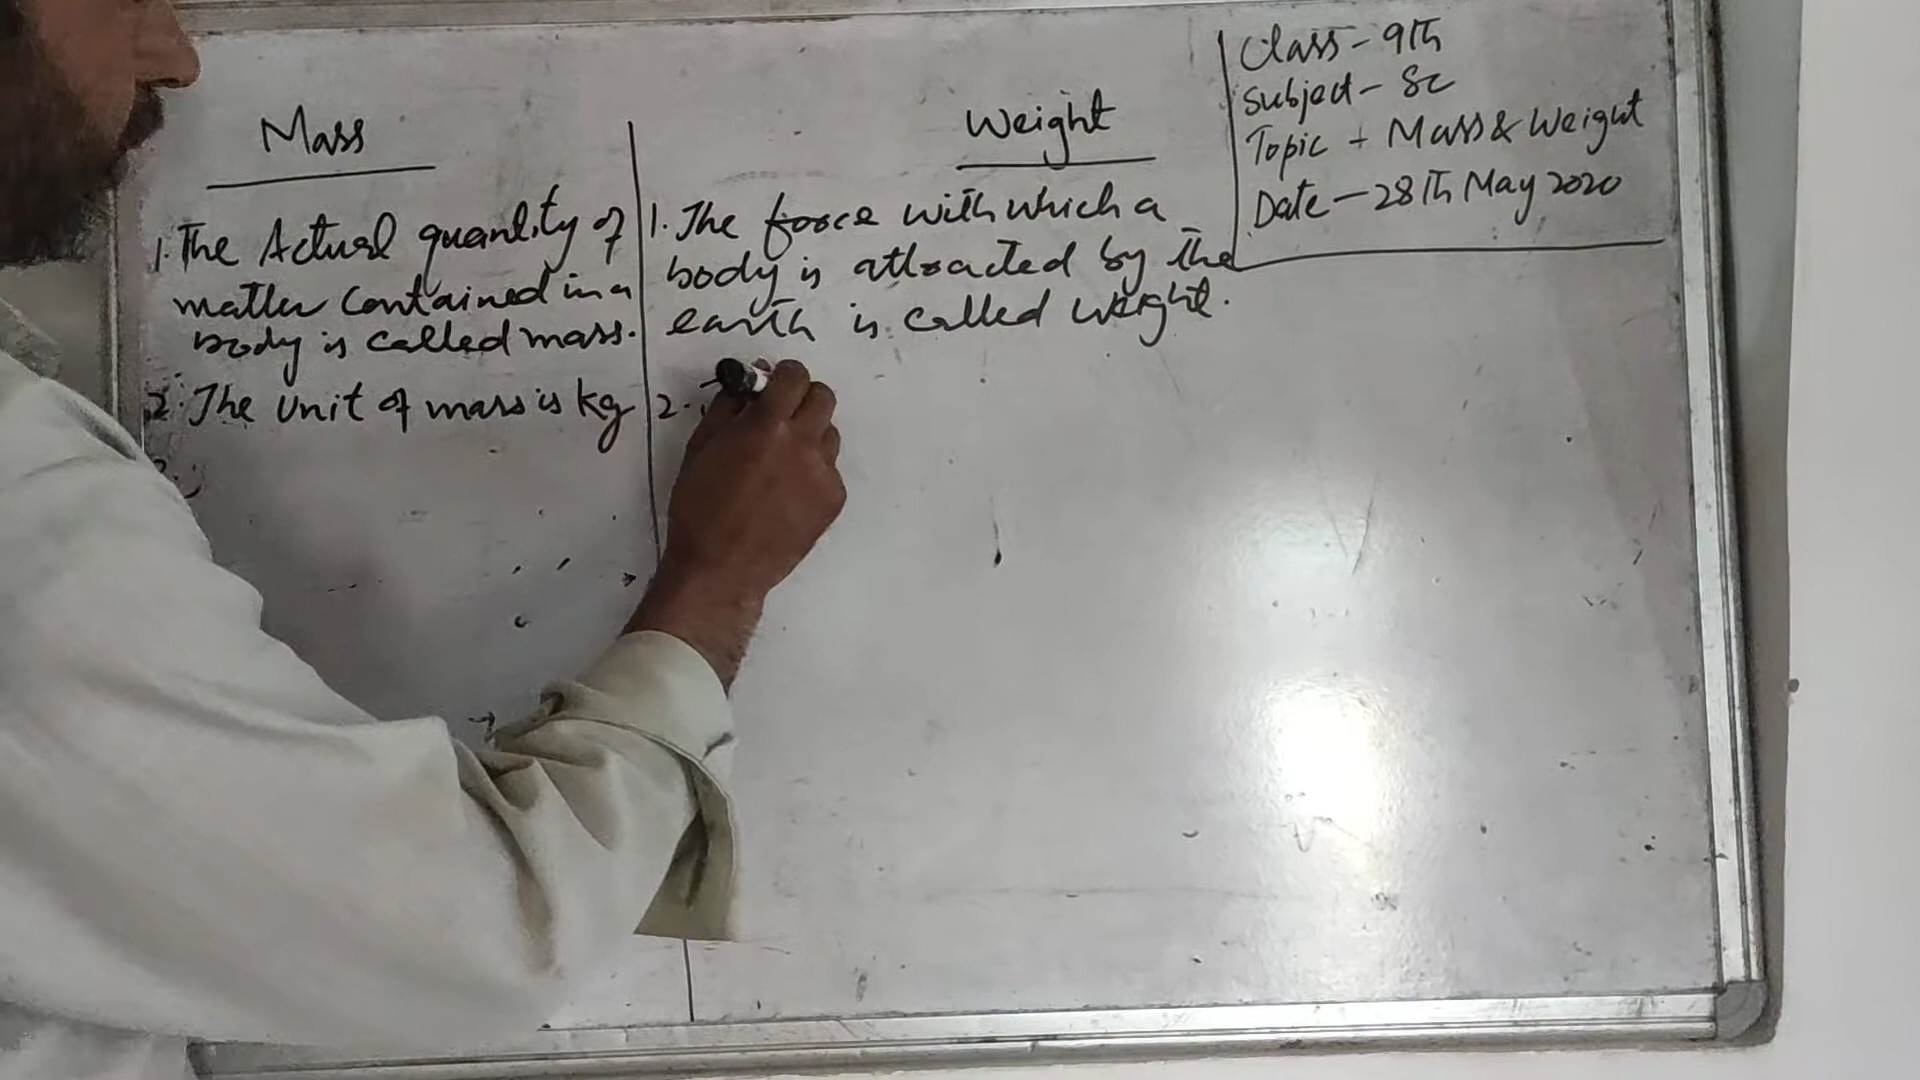 Class - 9th
Subject - Sc
Topic + Mass & Weight
Date - 28th May 2020
Mass
1. The Actual quantity of
matter contained in a
body is called mass.
2. The Unit of mass is kg
Weight
1. The force with which a
body is attracted by the
earth is called weight.
2.